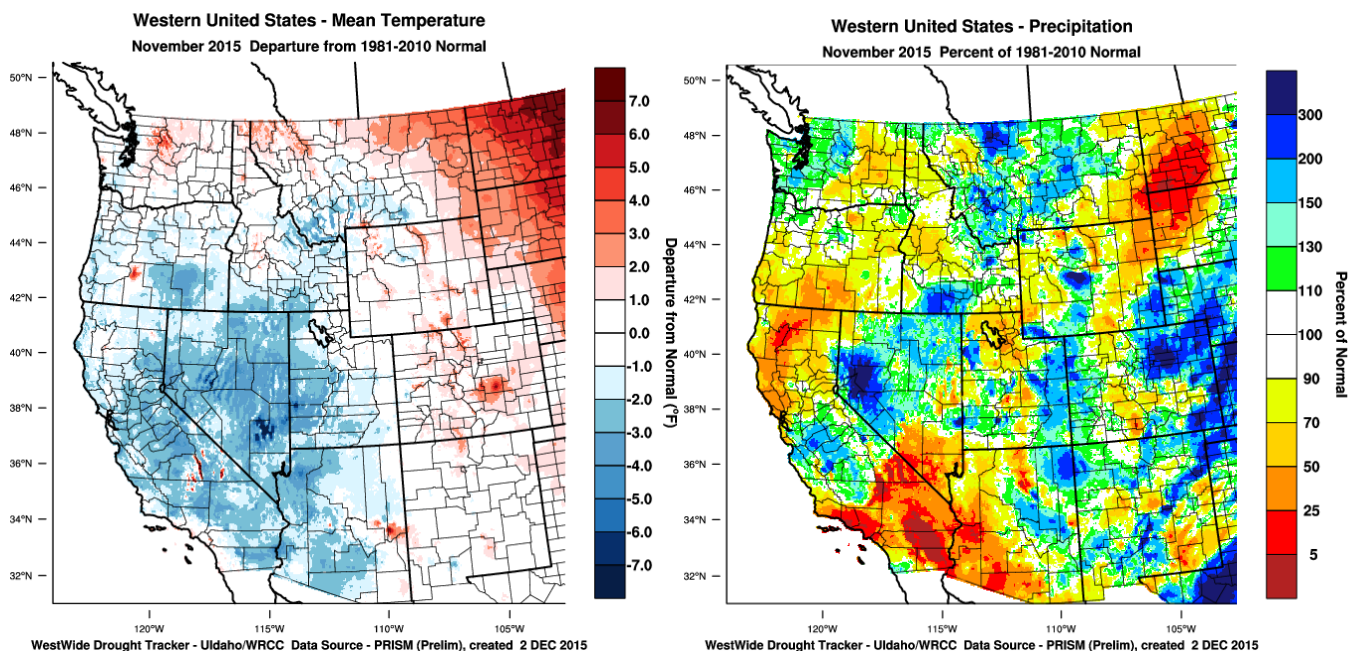 Western United States - Mean Temperature
November 2015 Departure from 1981-2010 Normal
50°N
48°N
46°N
44°N
42°N
40°N
38°N
36°N
34°N
32°N
120°W
115°W
110°W
105°W
7.0
6.0
5.0
4.0
3.0
2.0
1.0
0.0
-1.0
-2.0
-3.0
-4.0
-5.0
-6.0
-7.0
Departure from Normal (°F)
WestWide Drought Tracker - UIdaho/WRCC Data Source - PRISM (Prelim), created 2 DEC 2015
Western United States - Precipitation
November 2015 Percent of 1981-2010 Normal
50°N
48°N
46°N
44°N
42°N
40°N
38°N
36°N
34°N
32°N
120°W
115°W
110°W
105°W
300
200
150
130
110
100
90
70
50
25
5
Percent of Normal
WestWide Drought Tracker - UIdaho/WRCC Data Source - PRISM (Prelim), created 2 DEC 2015